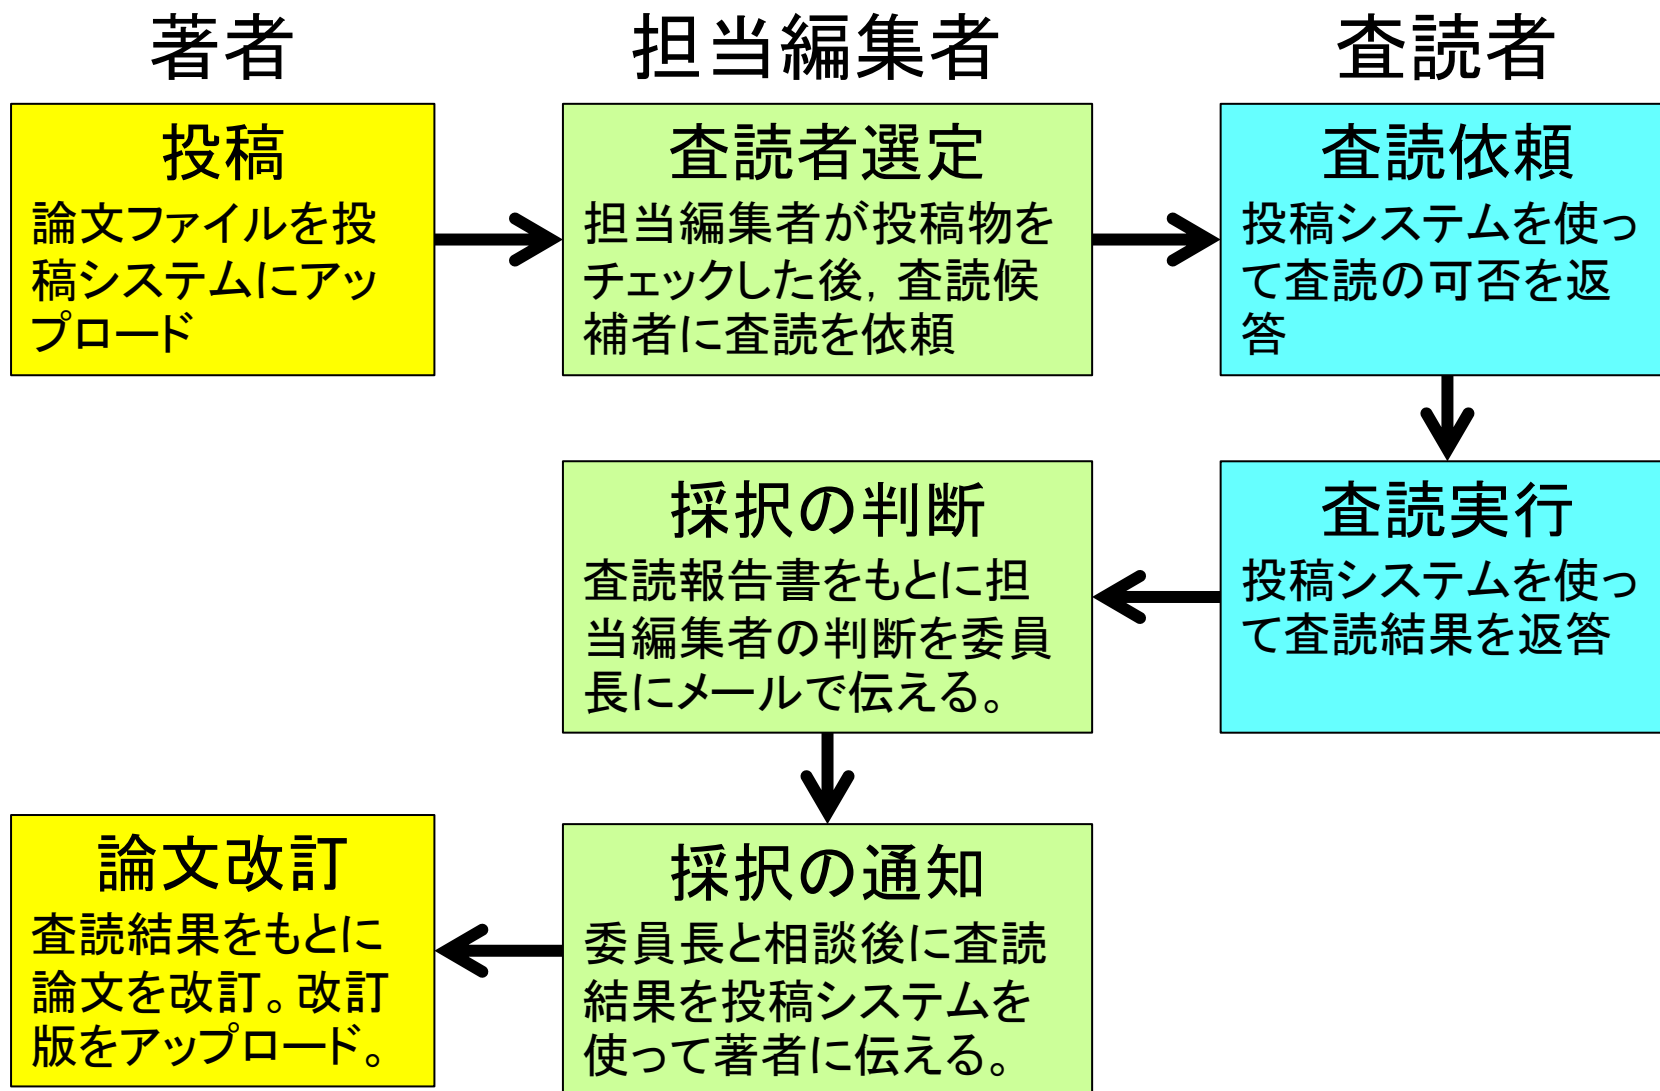 著者
担当編集者
査読者
投稿
論文ファイルを投
稿システムにアッ
プロード
査読者選定
担当編集者が投稿物を
チェックした後，査読候
補者に査読を依頼
査読依頼
投稿システムを使っ
て査読の可否を返
答
査読実行
投稿システムを使っ
て査読結果を返答
採択の判断
査読報告書をもとに担
当編集者の判断を委員
長にメールで伝える。
採択の通知
委員長と相談後に査読
結果を投稿システムを
使って著者に伝える。
論文改訂
査読結果をもとに
論文を改訂。改訂
版をアップロード。